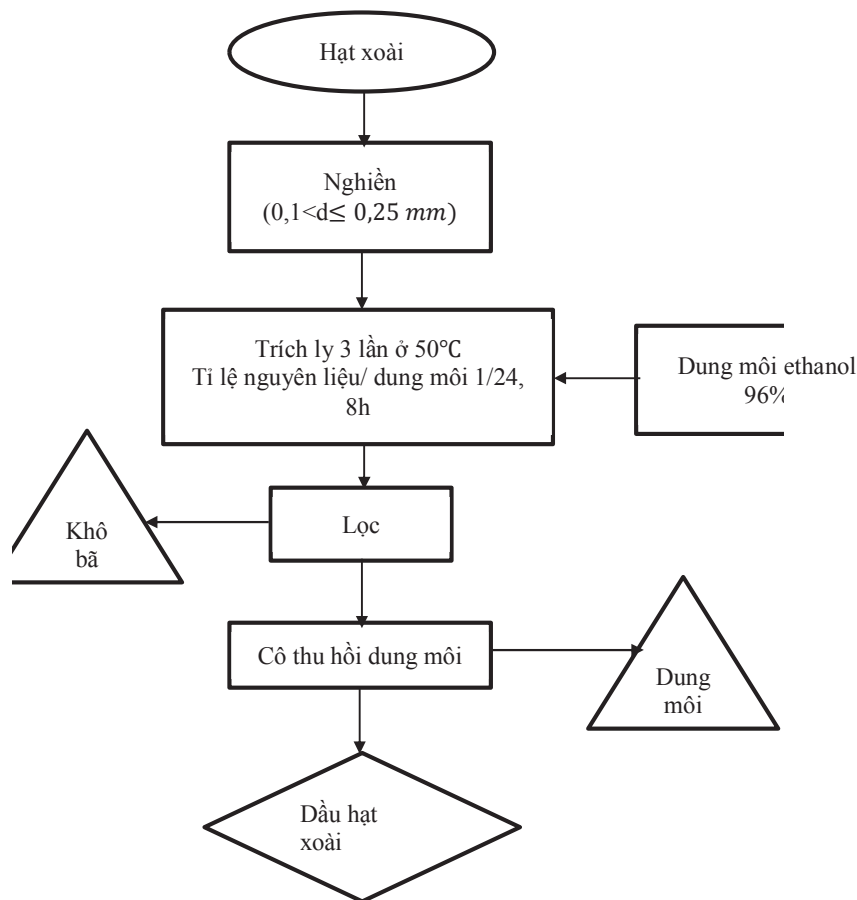 Hạt xoài
Nghiền
(0,1<d≤ 0,25 mm)
Trích ly 3 lần ở 50℃
Tỉ lệ nguyên liệu/ dung môi 1/24,
8h
Dung môi ethanol
96%
Khô
bã
Lọc
Cô thu hồi dung môi
Dung
môi
Dầu hạt
xoài